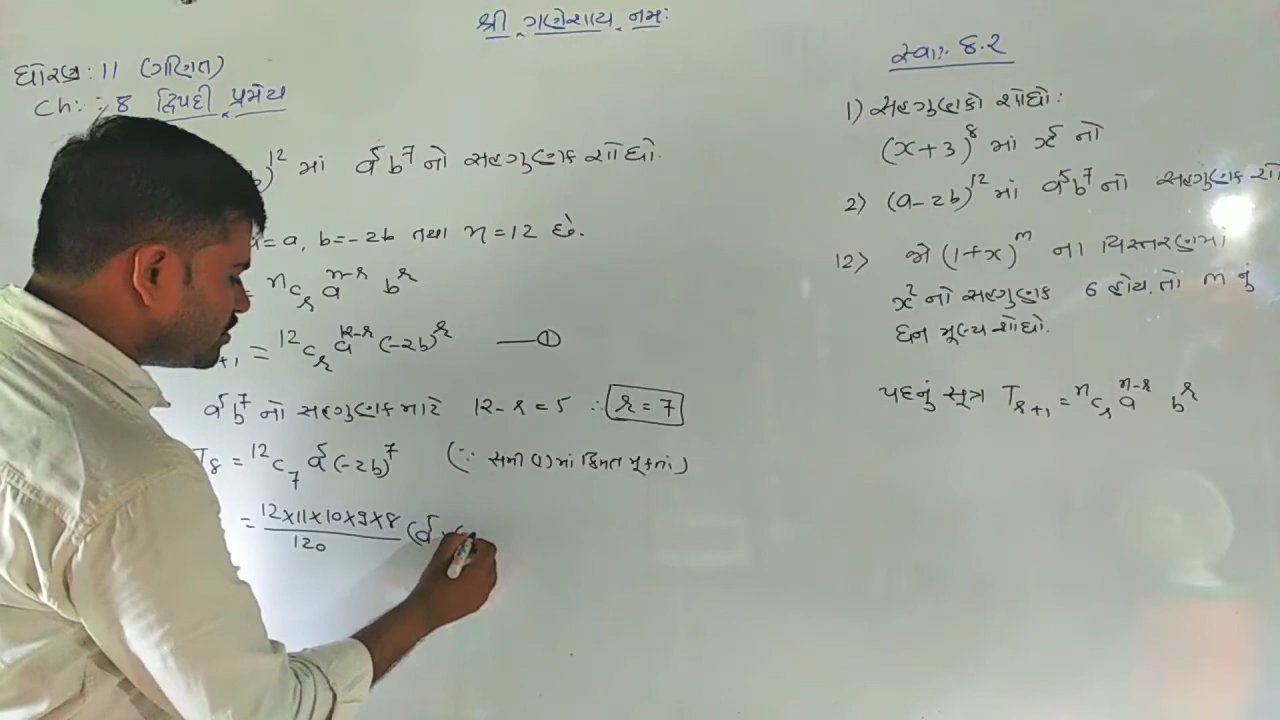 શ્રી ગણેશાય નમઃ
ધોરણ : 11 (ગણિત)
Ch : 8 દ્વિપદી પ્રમેય
)¹² માં a⁵b⁷ નો સહગુણક શોધો.
a=a, b=-2b તથા n=12 છે.
= ⁿCᵣ aⁿ⁻ʳ bʳ
+1 = ¹²Cᵣ a¹²⁻ʳ (-2b)ʳ —①
a⁵b⁷ નો સહગુણક માટે 12-r=5 ∴ r=7
T₈ = ¹²C₇ a⁵(-2b)⁷ (∵ સમી (1) માં કિંમત મૂકતાં)
= 12×11×10×9×8 / 120 (a⁵
સ્વા. 8.2
1) સહગુણકો શોધો :
(x+3)⁸ માં x⁵ નો
2) (a-2b)¹² માં a⁵b⁷ નો સહગુણક શો
12) જો (1+x)ᵐ ના વિસ્તરણમાં
x² નો સહગુણક 6 હોય, તો m નું
ધન મૂલ્ય શોધો.
પદનું સૂત્ર Tᵣ₊₁ = ⁿCᵣ aⁿ⁻ʳ bʳ